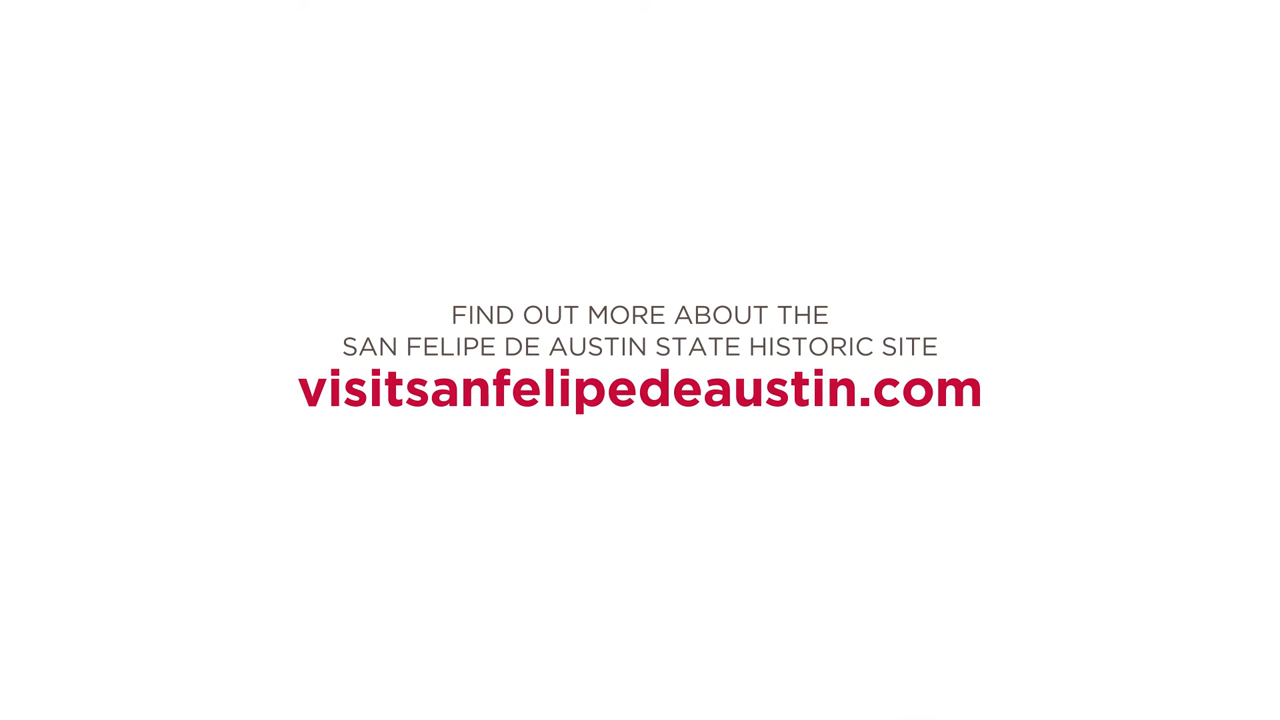 FIND OUT MORE ABOUT THE
SAN FELIPE DE AUSTIN STATE HISTORIC SITE
visitsanfelipedeaustin.com